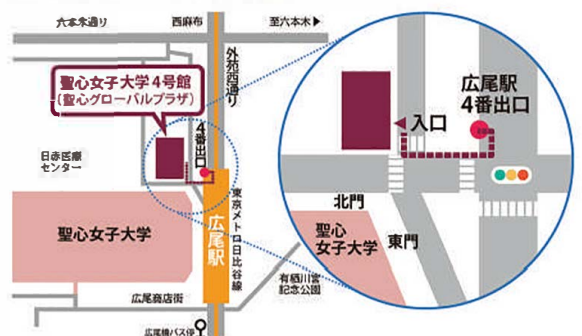 六本木通り
西麻布
至六本木▶
外苑西通り
聖心女子大学4号館
(聖心グローバルプラザ)
4番出口
日赤医療
センター
聖心女子大学
広尾駅
東京メトロ日比谷線
有栖川宮
記念公園
広尾商店街
広尾橋バス停
広尾駅
4番出口
入口
北門
聖心
女子大学
東門